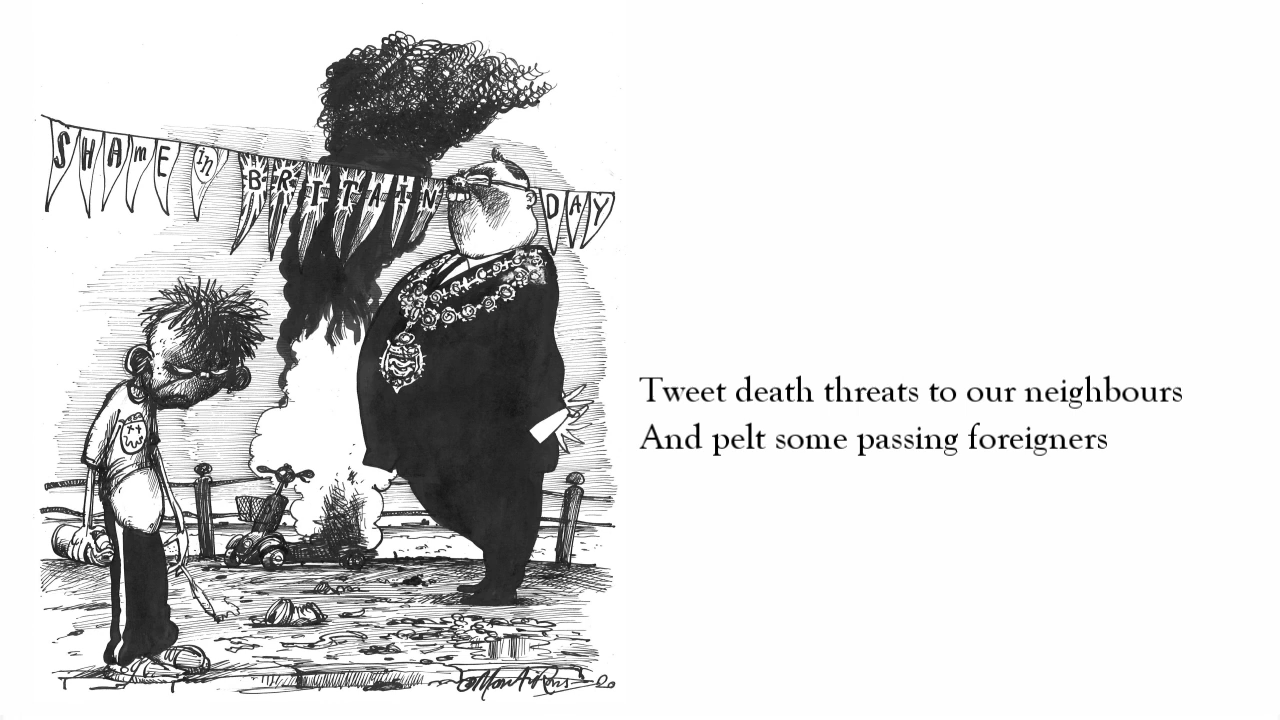 SHAmE in BRITAIN DAY
Tweet death threats to our neighbours
And pelt some passing foreigners